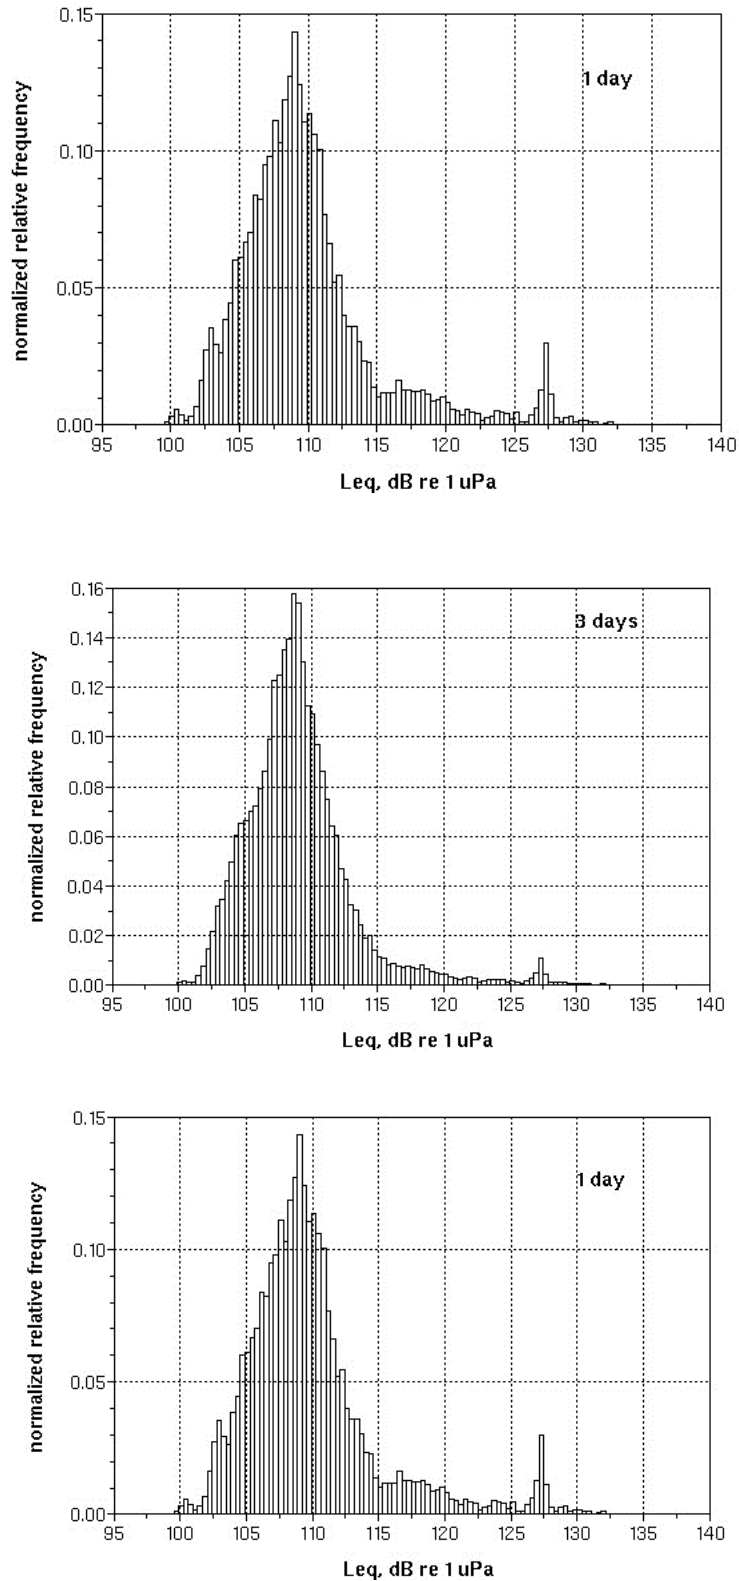 0.15
1 day
0.10
0.05
0.00
normalized relative frequency
95 100 105 110 115 120 125 130 135 140
Leq, dB re 1 uPa
0.16
3 days
0.14
0.12
0.10
0.08
0.06
0.04
0.02
0.00
normalized relative frequency
95 100 105 110 115 120 125 130 135 140
Leq, dB re 1 uPa
0.15
1 day
0.10
0.05
0.00
normalized relative frequency
95 100 105 110 115 120 125 130 135 140
Leq, dB re 1 uPa